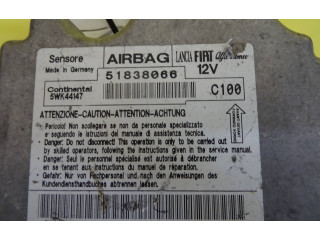 Sensore AIRBAG LANCIA FIAT alfa romeo
Made in Germany 51838066 12V
Continental C100
5WK44147
ATTENZIONE-CAUTION-ATTENTION-ACHTUNG
Pericolo! Non scollegare se non da personale specializzato
e seguendo le istruzioni del manuale di assistenza tecnica.
Danger: Do not disconnect! This operation is only to be carried out
by skilled operators, following the instructions given in the service manual.
Danger: Seul le personnel spécialisé est autorisé à débrancher
en se tenant aux instructions du manuel de réparation.
Gefahr: Nur von Fachpersonal und nach den Anweisungen des
Kundendiensthandbuches abtrennen lassen.